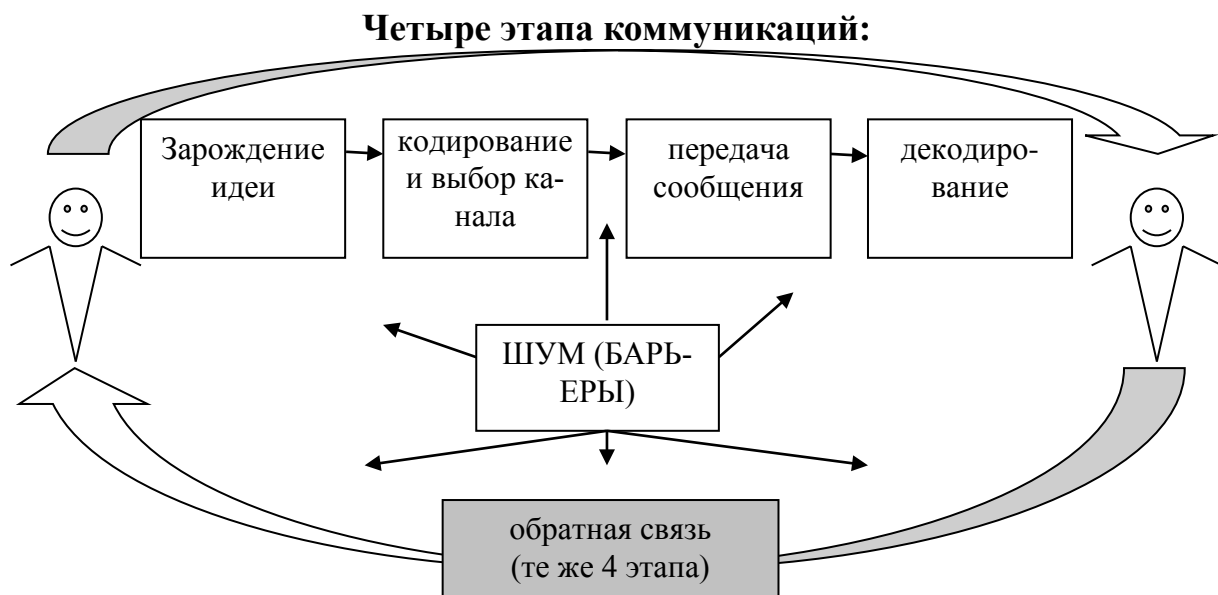 Четыре этапа коммуникаций:
Зарождение
идеи
кодирование
и выбор ка-
нала
передача
сообщения
декодиро-
вание
ШУМ (БАРЬ-
ЕРЫ)
обратная связь
(те же 4 этапа)